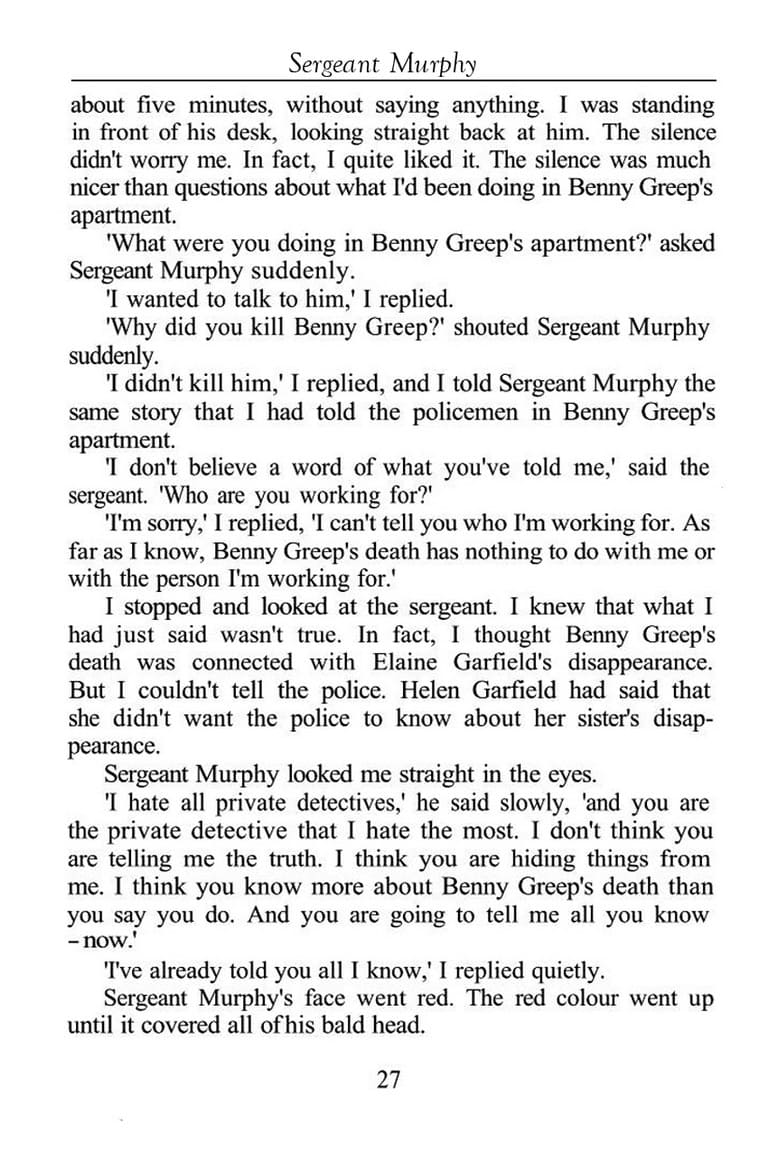 Sergeant Murphy
about five minutes, without saying anything. I was standing
in front of his desk, looking straight back at him. The silence
didn't worry me. In fact, I quite liked it. The silence was much
nicer than questions about what I'd been doing in Benny Greep's
apartment.
'What were you doing in Benny Greep's apartment?' asked
Sergeant Murphy suddenly.
'I wanted to talk to him,' I replied.
'Why did you kill Benny Greep?' shouted Sergeant Murphy
suddenly.
'I didn't kill him,' I replied, and I told Sergeant Murphy the
same story that I had told the policemen in Benny Greep's
apartment.
'I don't believe a word of what you've told me,' said the
sergeant. 'Who are you working for?'
'I'm sorry,' I replied, 'I can't tell you who I'm working for. As
far as I know, Benny Greep's death has nothing to do with me or
with the person I'm working for.'
I stopped and looked at the sergeant. I knew that what I
had just said wasn't true. In fact, I thought Benny Greep's
death was connected with Elaine Garfield's disappearance.
But I couldn't tell the police. Helen Garfield had said that
she didn't want the police to know about her sister's disap-
pearance.
Sergeant Murphy looked me straight in the eyes.
'I hate all private detectives,' he said slowly, 'and you are
the private detective that I hate the most. I don't think you
are telling me the truth. I think you are hiding things from
me. I think you know more about Benny Greep's death than
you say you do. And you are going to tell me all you know
– now.'
'I've already told you all I know,' I replied quietly.
Sergeant Murphy's face went red. The red colour went up
until it covered all of his bald head.
27